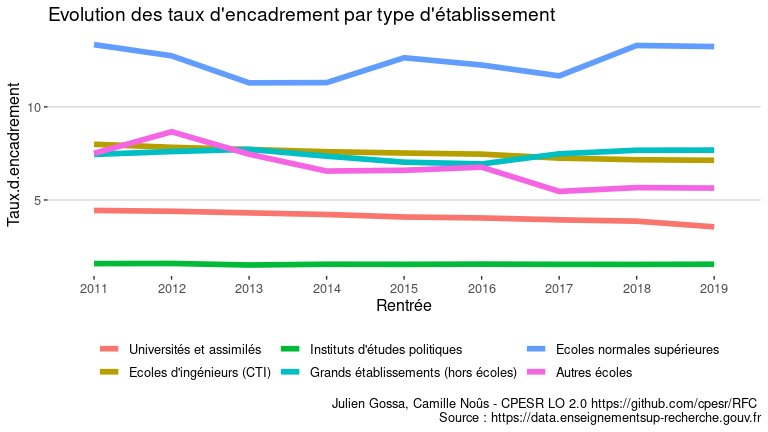 Evolution des taux d'encadrement par type d'établissement
Taux.d.encadrement
10
5
2011 2012 2013 2014 2015 2016 2017 2018 2019
Rentrée
Universités et assimilés Instituts d'études politiques Ecoles normales supérieures
Ecoles d'ingénieurs (CTI) Grands établissements (hors écoles) Autres écoles
Julien Gossa, Camille Noûs - CPESR LO 2.0 https://github.com/cpesr/RFC
Source : https://data.enseignementsup-recherche.gouv.fr